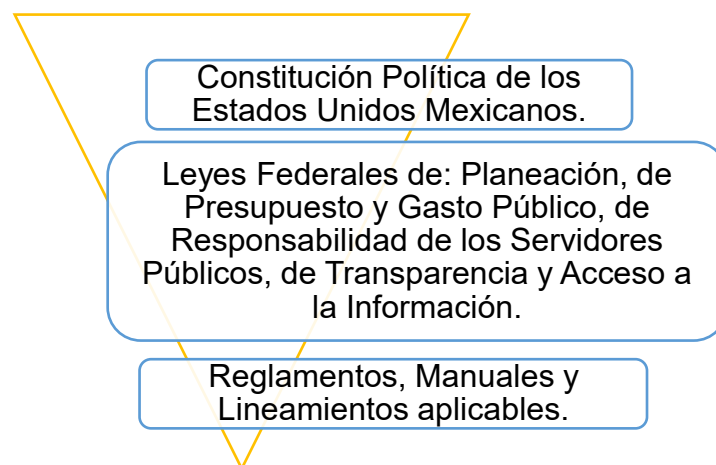 Constitución Política de los
Estados Unidos Mexicanos.
Leyes Federales de: Planeación, de
Presupuesto y Gasto Público, de
Responsabilidad de los Servidores
Públicos, de Transparencia y Acceso a
la Información.
Reglamentos, Manuales y
Lineamientos aplicables.